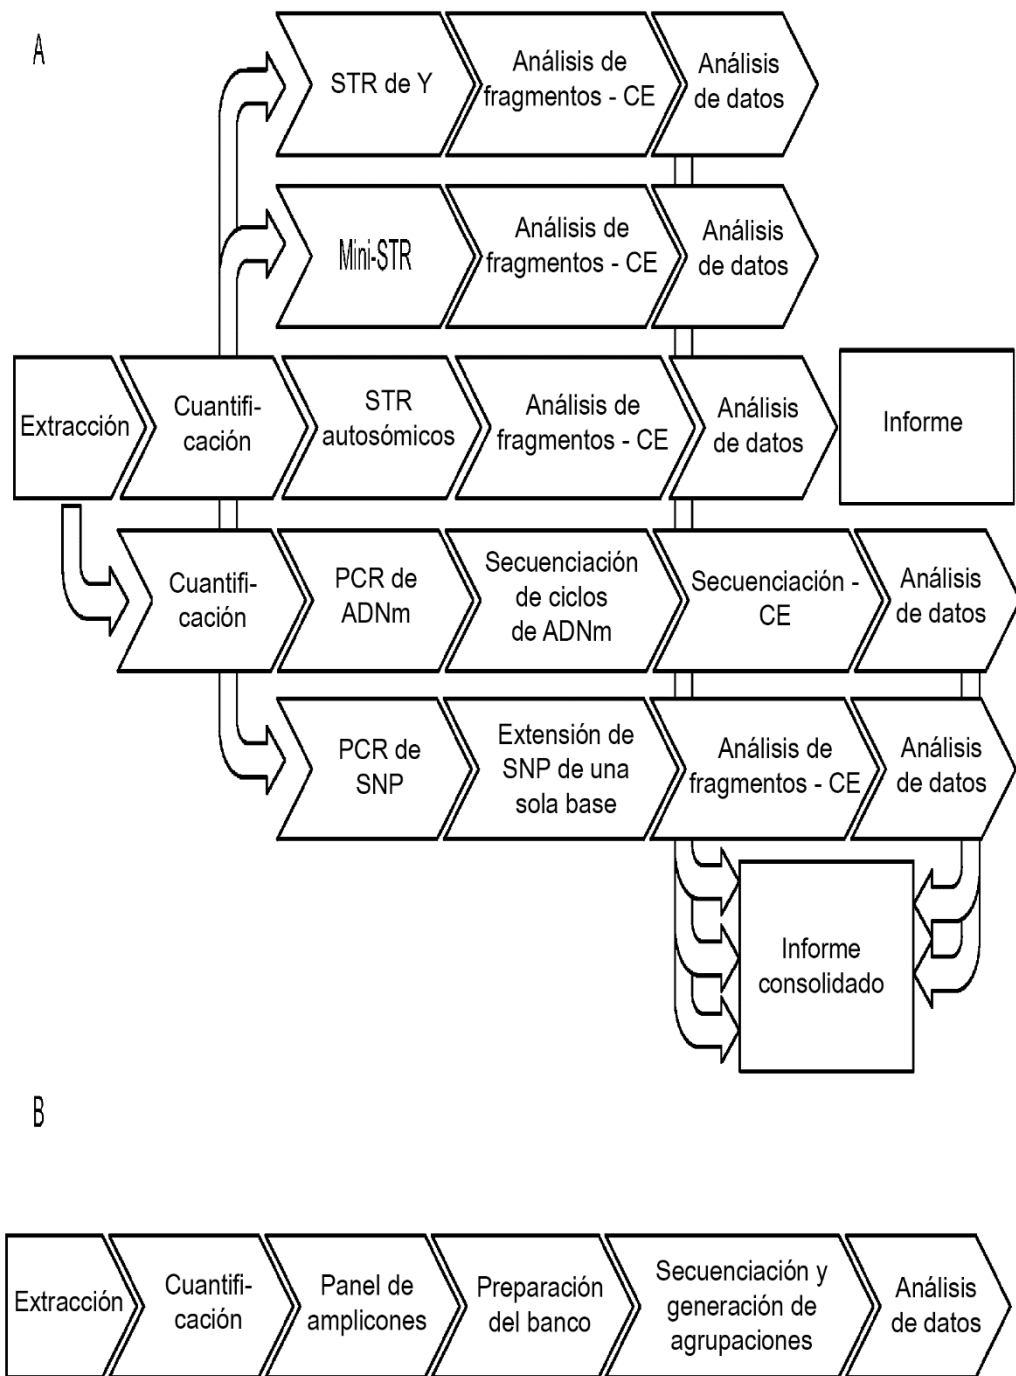 A
STR de Y
Análisis de
fragmentos - CE
Análisis
de datos
Mini-STR
Análisis de
fragmentos - CE
Análisis
de datos
Extracción
Cuantifi-
cación
STR
autosómicos
Análisis de
fragmentos - CE
Análisis
de datos
Informe
Cuantifi-
cación
PCR de
ADNm
Secuenciación
de ciclos
de ADNm
Secuenciación -
CE
Análisis
de datos
PCR de
SNP
Extensión de
SNP de una
sola base
Análisis de
fragmentos - CE
Análisis
de datos
Informe
consolidado
B
Extracción
Cuantifi-
cación
Panel de
amplicones
Preparación
del banco
Secuenciación y
generación de
agrupaciones
Análisis
de datos